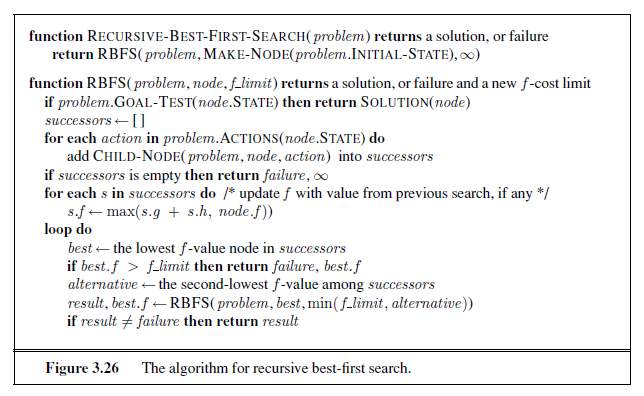 function RECURSIVE-BEST-FIRST-SEARCH(problem) returns a solution, or failure
return RBFS(problem, MAKE-NODE(problem.INITIAL-STATE), ∞)
function RBFS(problem, node, f_limit) returns a solution, or failure and a new f-cost limit
if problem.GOAL-TEST(node.STATE) then return SOLUTION(node)
successors ← [ ]
for each action in problem.ACTIONS(node.STATE) do
add CHILD-NODE(problem, node, action) into successors
if successors is empty then return failure, ∞
for each s in successors do /* update f with value from previous search, if any */
s.f ← max(s.g + s.h, node.f))
loop do
best ← the lowest f-value node in successors
if best.f > f_limit then return failure, best.f
alternative ← the second-lowest f-value among successors
result, best.f ← RBFS(problem, best, min(f_limit, alternative))
if result ≠ failure then return result
Figure 3.26 The algorithm for recursive best-first search.